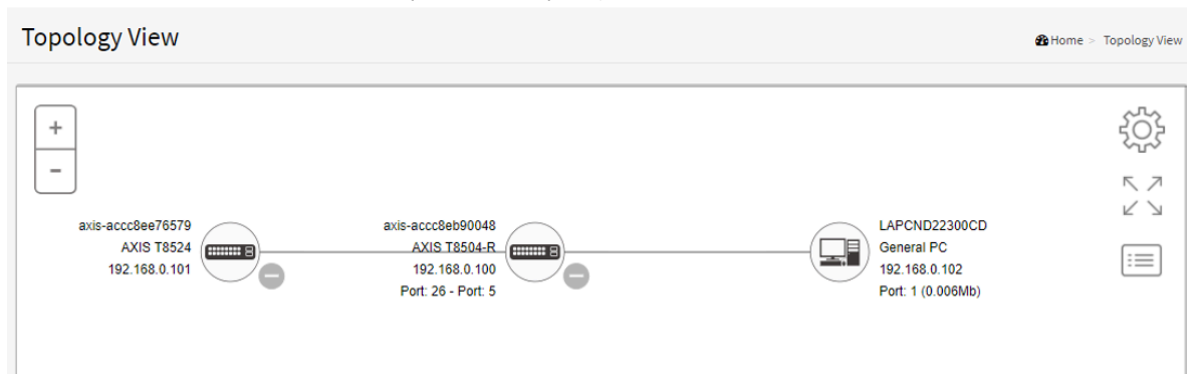 Topology View
Home > Topology View
+
-
axis-accc8ee76579
AXIS T8524
192.168.0.101
axis-accc8eb90048
AXIS T8504-R
192.168.0.100
Port: 26 - Port: 5
LAPCND22300CD
General PC
192.168.0.102
Port: 1 (0.006Mb)